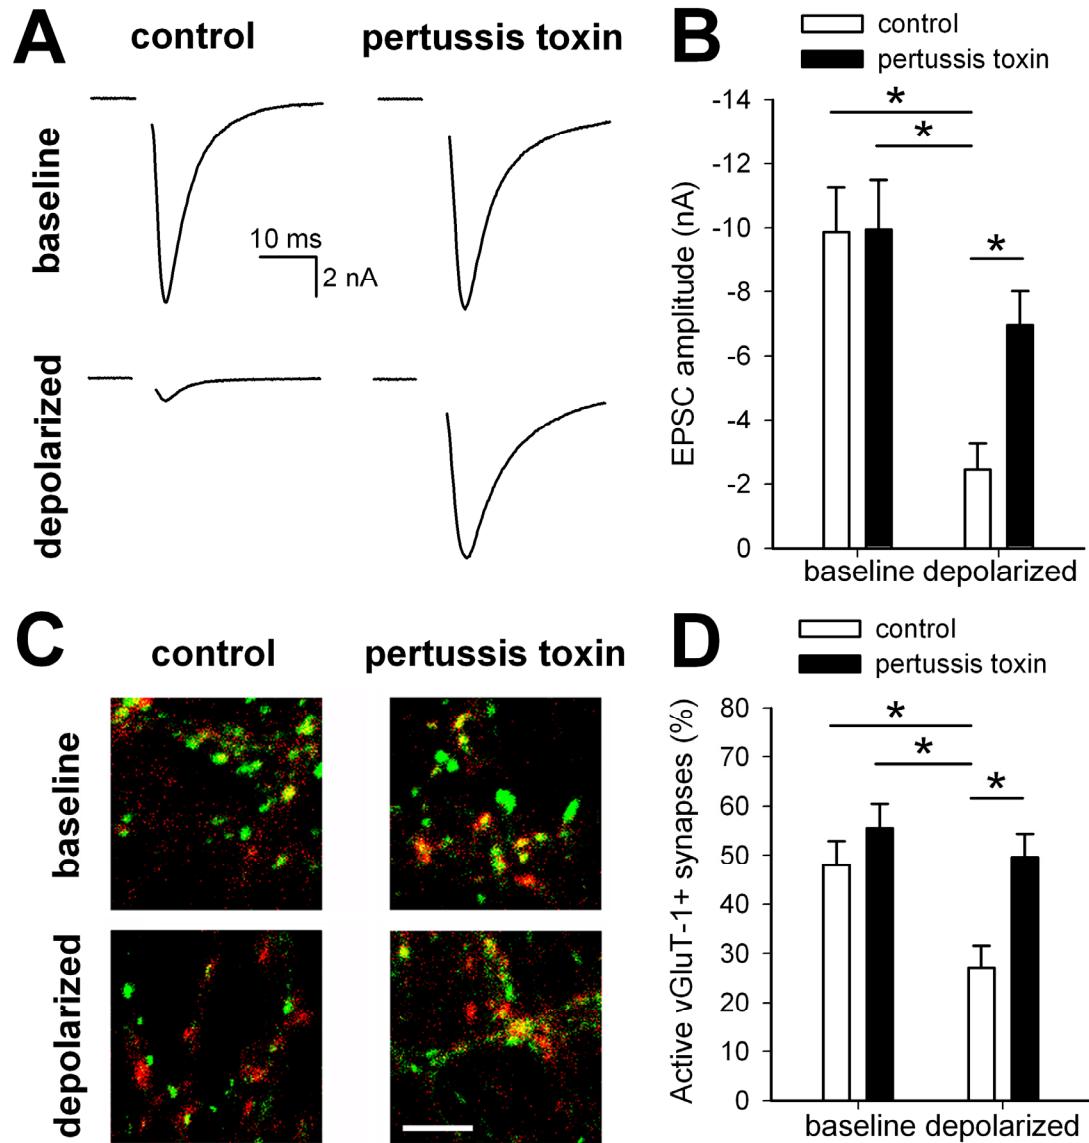 A
control
pertussis toxin
baseline
10 ms
2 nA
depolarized
B
control
pertussis toxin
EPSC amplitude (nA)
-14
-12
-10
-8
-6
-4
-2
0
*
*
*
baseline depolarized
C
control
pertussis toxin
baseline
depolarized
D
control
pertussis toxin
Active vGluT-1+ synapses (%)
80
70
60
50
40
30
20
10
0
*
*
*
baseline depolarized